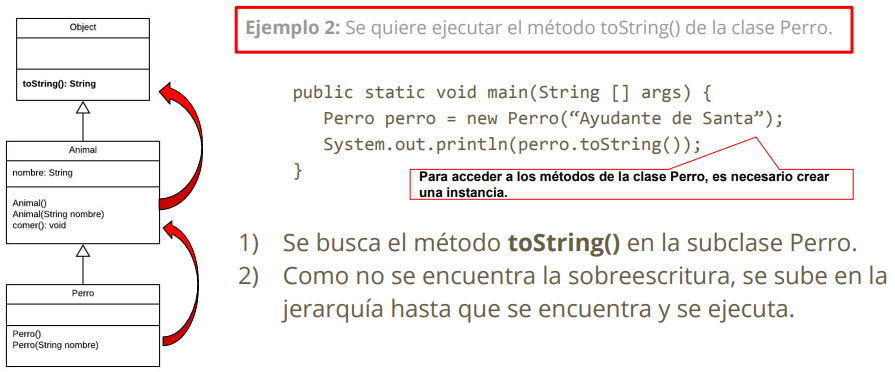 Object
toString(): String
Animal
nombre: String
Animal()
Animal(String nombre)
comer(): void
Perro
Perro()
Perro(String nombre)
Ejemplo 2: Se quiere ejecutar el método toString() de la clase Perro.
public static void main(String [] args) {
Perro perro = new Perro(“Ayudante de Santa”);
System.out.println(perro.toString());
}
Para acceder a los métodos de la clase Perro, es necesario crear
una instancia.
1) Se busca el método toString() en la subclase Perro.
2) Como no se encuentra la sobreescritura, se sube en la
jerarquía hasta que se encuentra y se ejecuta.